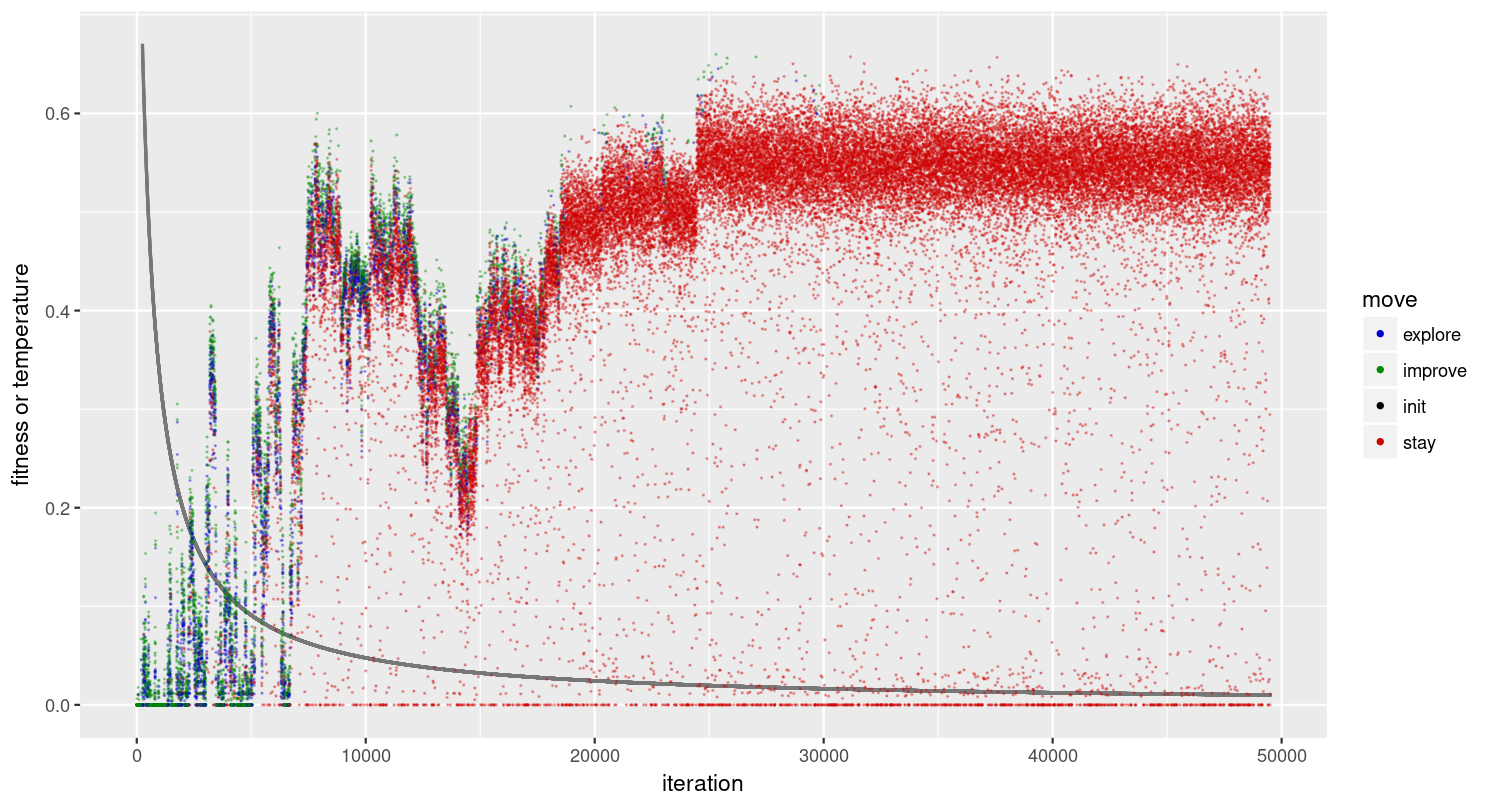 fitness or temperature
0.6
0.4
0.2
0.0
0
10000
20000
30000
40000
50000
iteration
move
explore
improve
init
stay